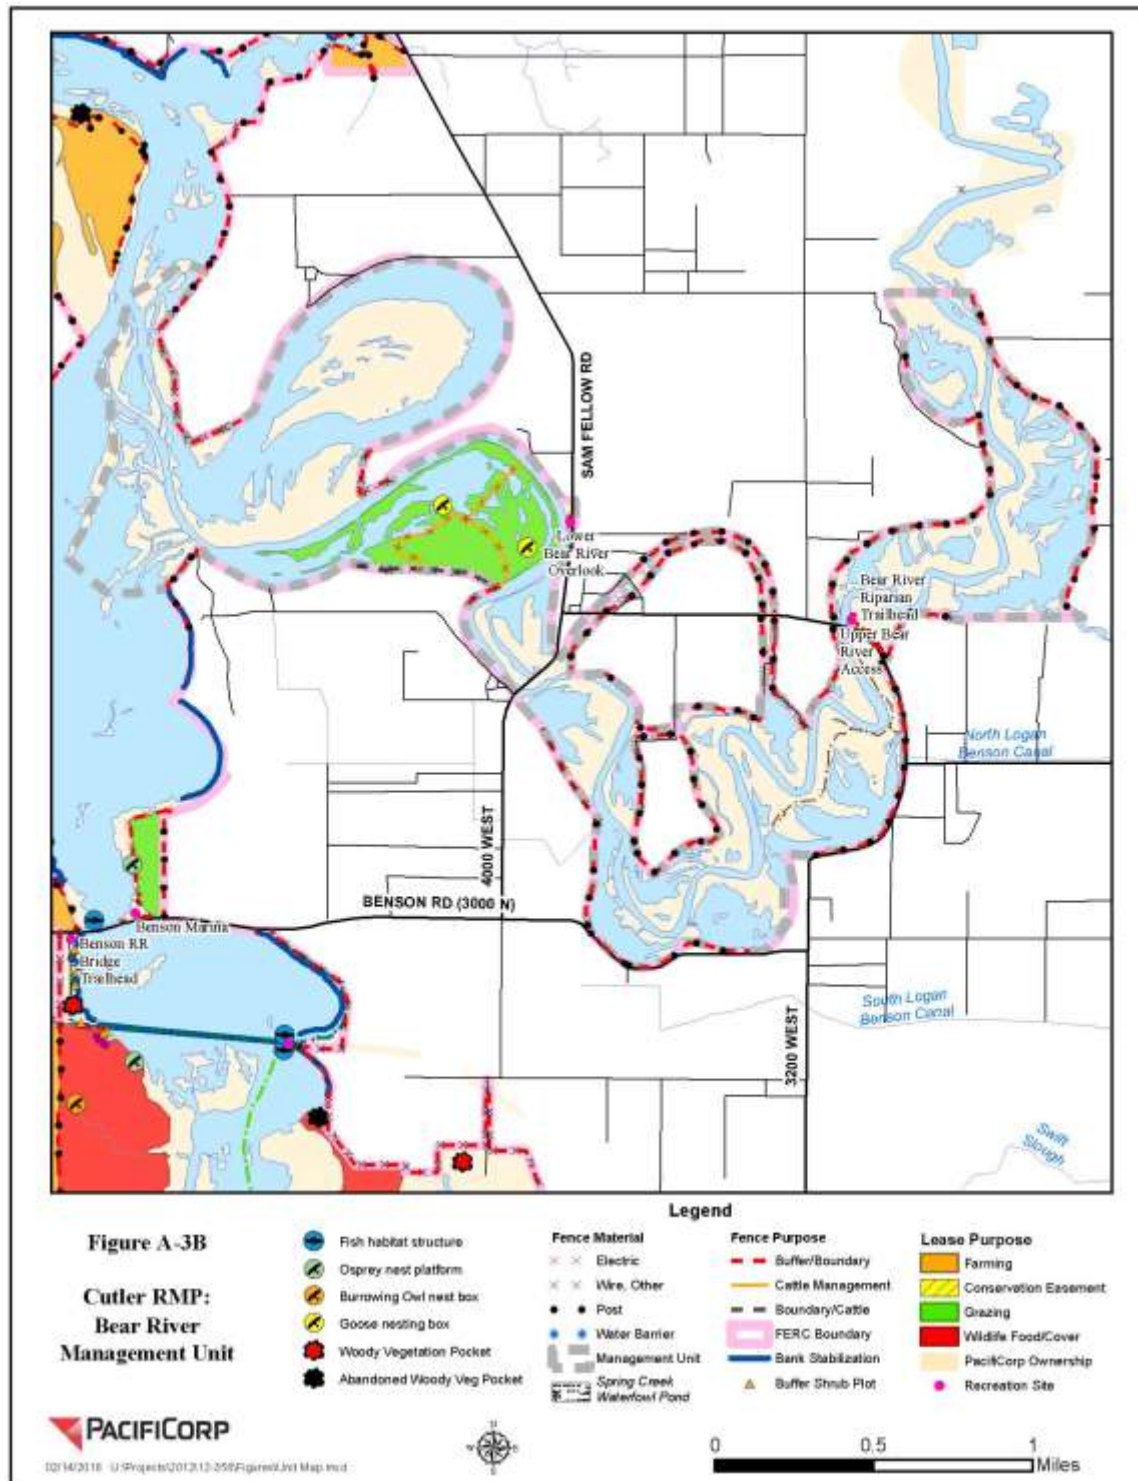 SAM FELLOW RD
Lower
Bear River
Overlook
Bear River
Riparian
Trailhead
Upper Bear
River
Access
North Logan
Benson Canal
4000 WEST
BENSON RD (3000 N)
Benson Marina
Benson RR
Bridge
Trailhead
South Logan
Benson Canal
3200 WEST
Swift
Slough
Legend
Figure A-3B
Cutler RMP:
Bear River
Management Unit
Fish habitat structure
Osprey nest platform
Burrowing Owl nest box
Goose nesting box
Woody Vegetation Pocket
Abandoned Woody Veg Pocket
Fence Material
Electric
Wire, Other
Post
Water Barrier
Management Unit
Spring Creek
Waterfowl Pond
Fence Purpose
Buffer/Boundary
Cattle Management
Boundary/Cattle
FERC Boundary
Bank Stabilization
Buffer Shrub Plot
Lease Purpose
Farming
Conservation Easement
Grazing
Wildlife Food/Cover
PacifiCorp Ownership
Recreation Site
PACIFICORP
N
W E
S
0 0.5 1
Miles